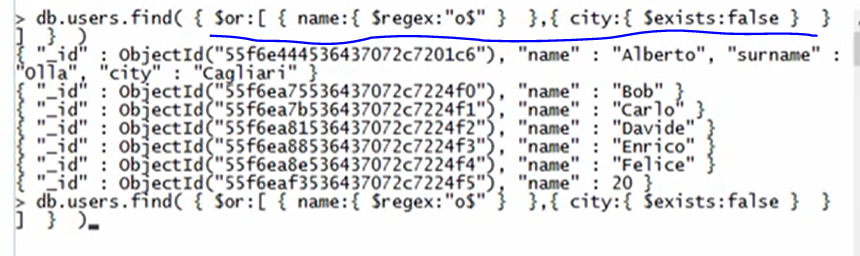 > db.users.find( { $or:[ { name:{ $regex:"o$" }  },{ city:{ $exists:false }  }
]  }  )
{ "_id" : ObjectId("55f6e444536437072c7201c6"), "name" : "Alberto", "surname" :
"Olla", "city" : "Cagliari" }
{ "_id" : ObjectId("55f6ea75536437072c7224f0"), "name" : "Bob" }
{ "_id" : ObjectId("55f6ea7b536437072c7224f1"), "name" : "Carlo" }
{ "_id" : ObjectId("55f6ea81536437072c7224f2"), "name" : "Davide" }
{ "_id" : ObjectId("55f6ea88536437072c7224f3"), "name" : "Enrico" }
{ "_id" : ObjectId("55f6ea8e536437072c7224f4"), "name" : "Felice" }
{ "_id" : ObjectId("55f6eaf3536437072c7224f5"), "name" : 20 }
> db.users.find( { $or:[ { name:{ $regex:"o$" }  },{ city:{ $exists:false }  }
]  }  )